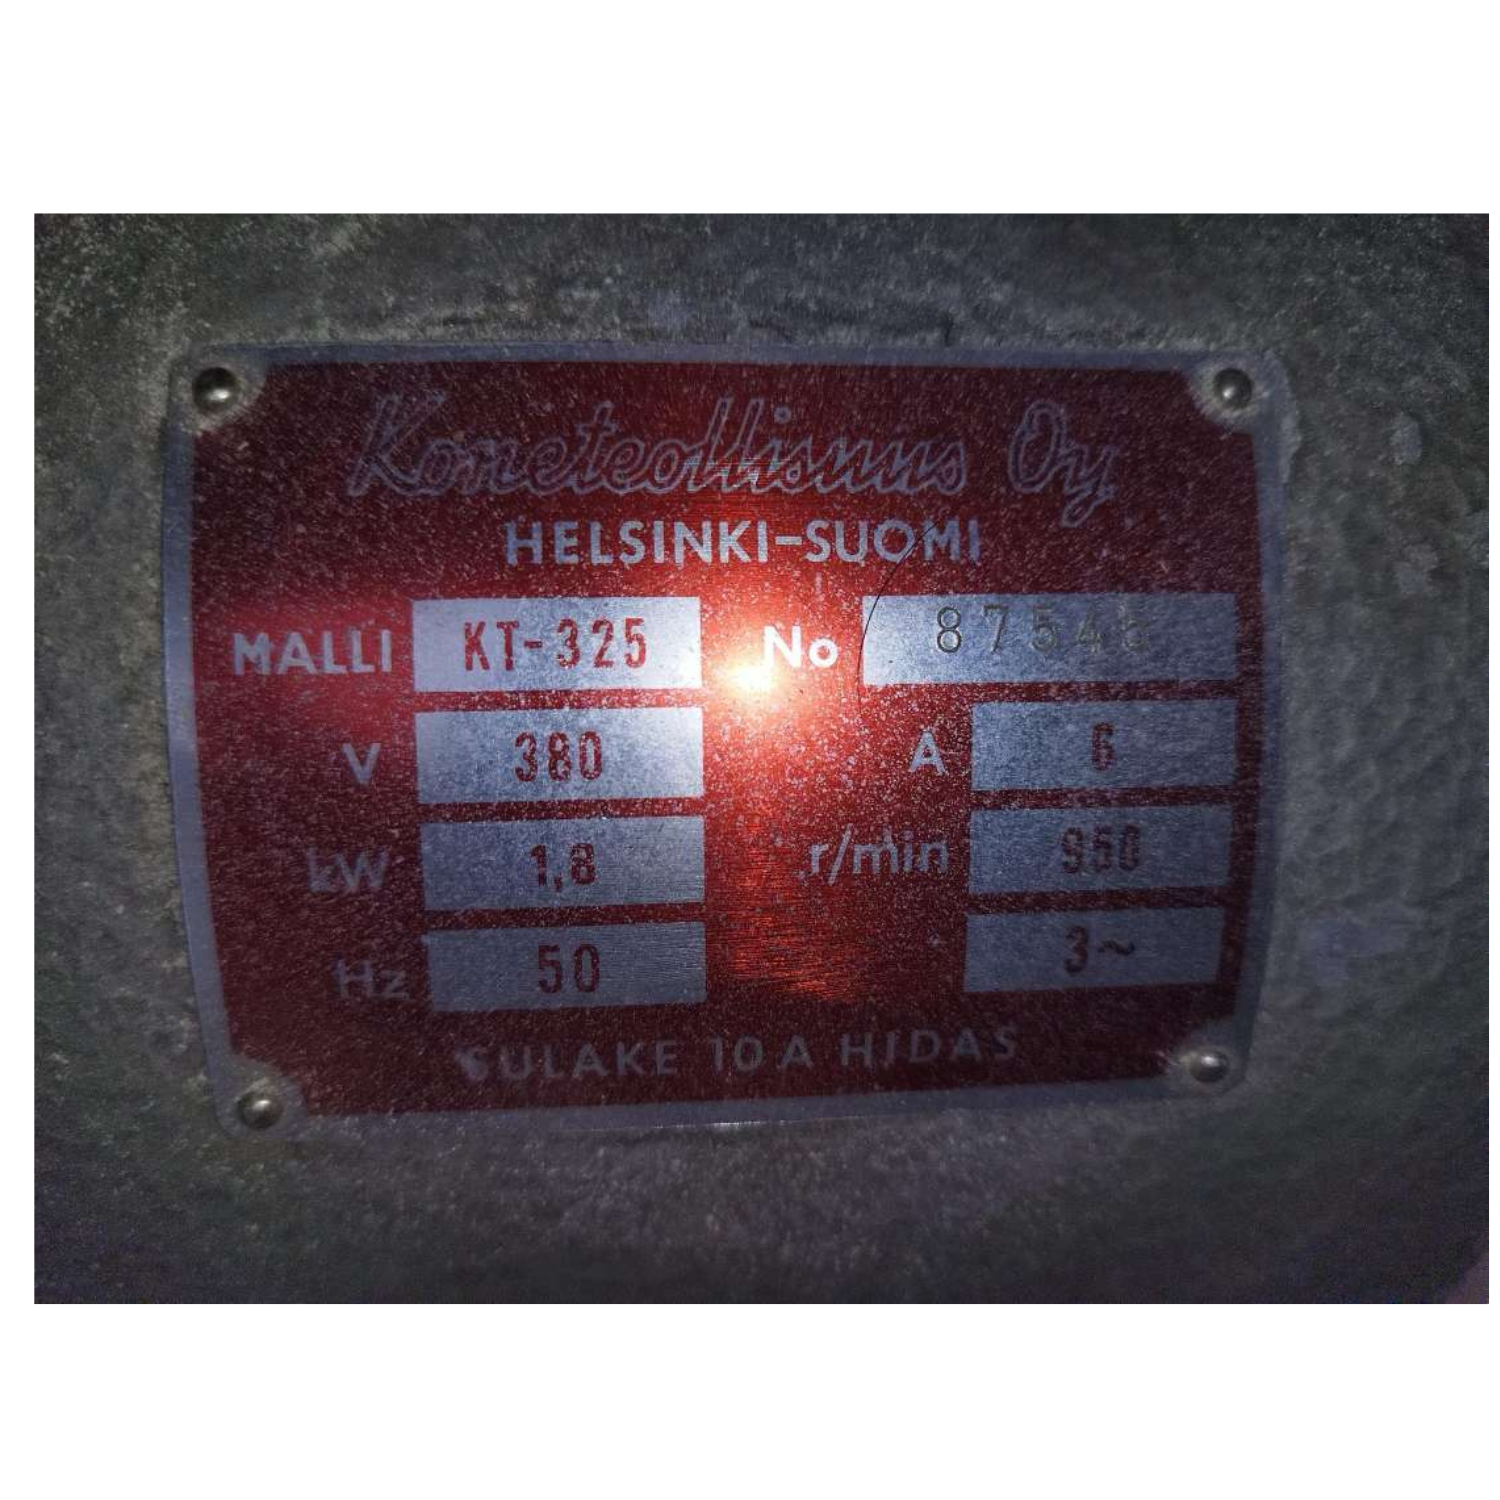 Koneteollisuus Oy
HELSINKI-SUOMI
MALLI KT-325 No
V 380 A 6
kW 1,8 r/min 950
Hz 50 3~
SULAKE 10 A HIDAS